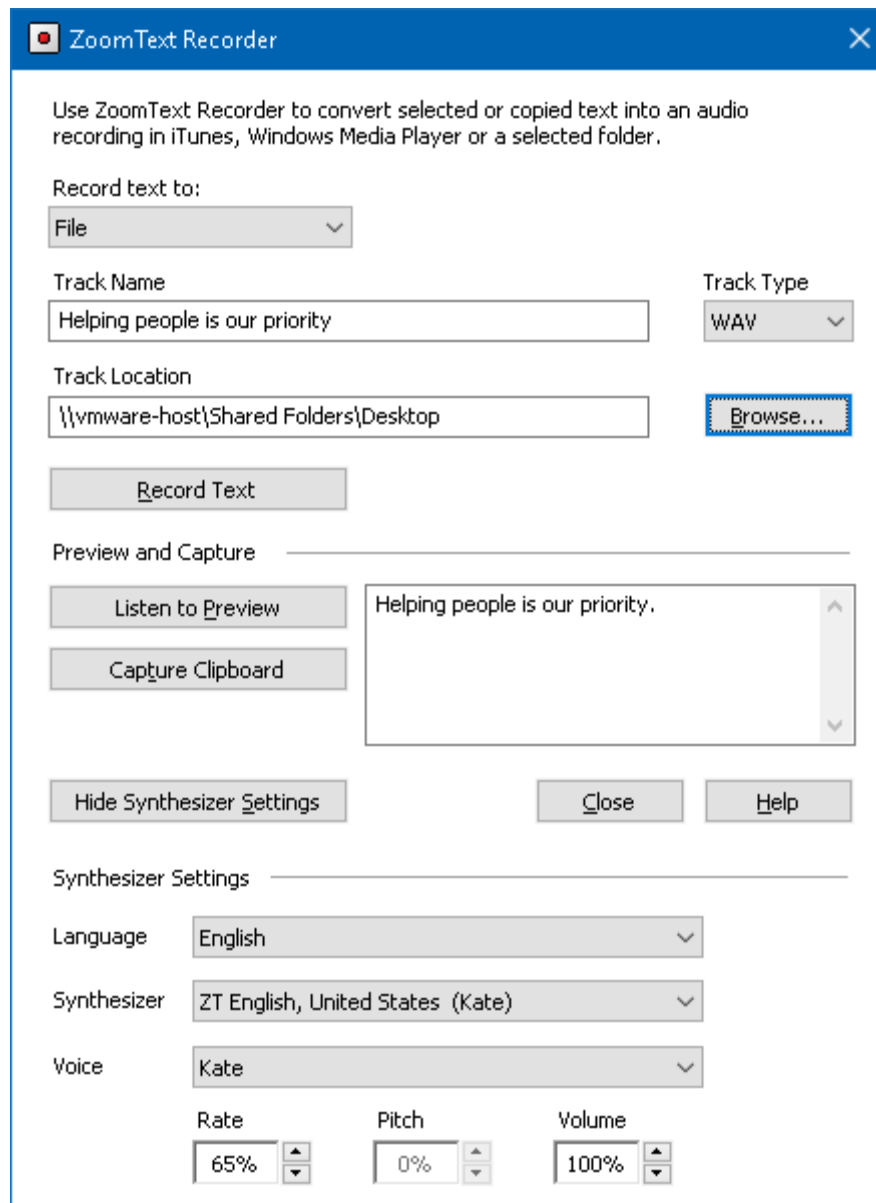 ZoomText Recorder
Use ZoomText Recorder to convert selected or copied text into an audio
recording in iTunes, Windows Media Player or a selected folder.
Record text to:
File
Track Name
Track Type
Helping people is our priority
WAV
Track Location
\\vmware-host\Shared Folders\Desktop
Browse...
Record Text
Preview and Capture
Listen to Preview
Helping people is our priority.
Capture Clipboard
Hide Synthesizer Settings
Close
Help
Synthesizer Settings
Language
English
Synthesizer
ZT English, United States (Kate)
Voice
Kate
Rate
Pitch
Volume
65%
0%
100%